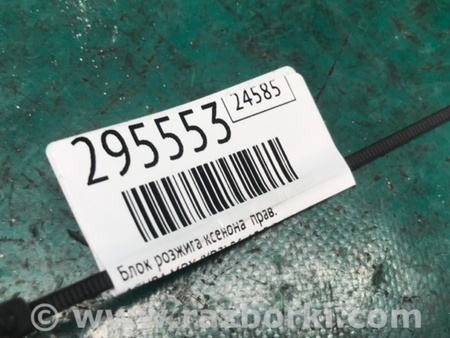 295553
24585
Блок розжига ксенона прав.
© www.razborki.com